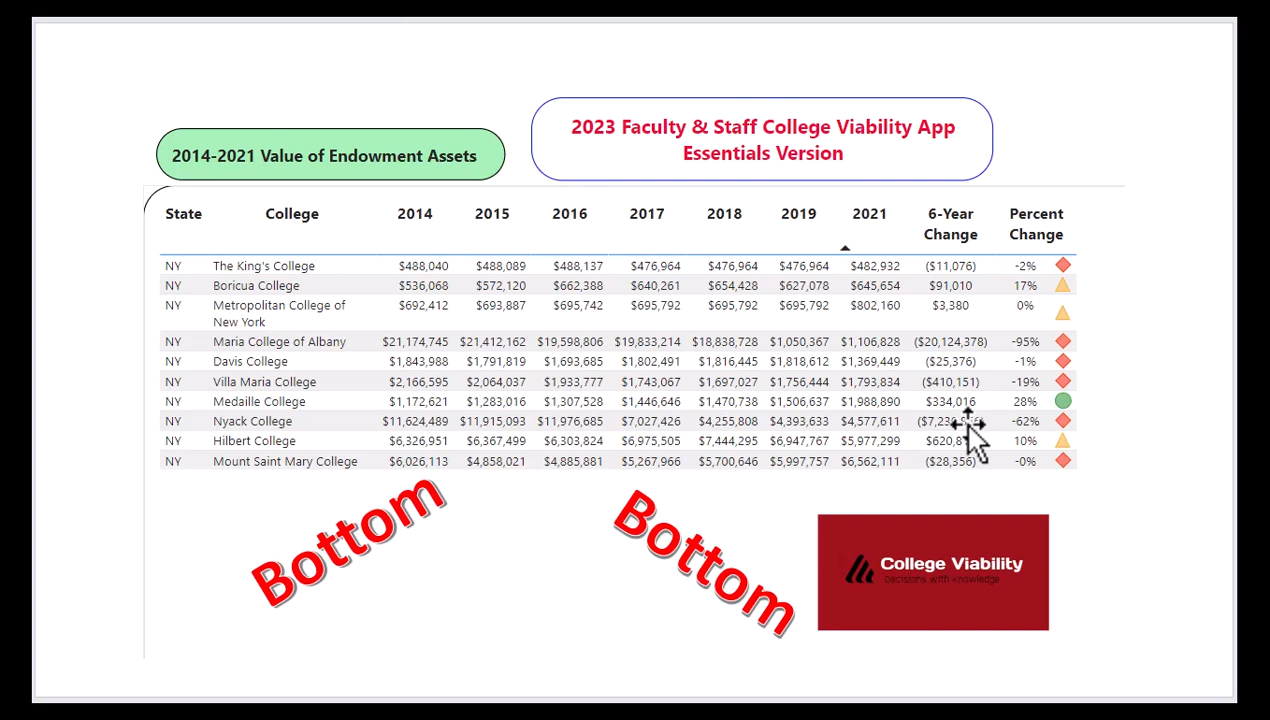 2023 Faculty & Staff College Viability App
Essentials Version
2014-2021 Value of Endowment Assets
State College 2014 2015 2016 2017 2018 2019 2021 6-Year Change Percent Change
NY The King's College $488,040 $488,089 $488,137 $476,964 $476,964 $476,964 $482,932 ($11,076) -2%
NY Boricua College $536,068 $572,120 $662,388 $640,261 $654,428 $627,078 $645,654 $91,010 17%
NY Metropolitan College of New York $692,412 $693,887 $695,742 $695,792 $695,792 $695,792 $802,160 $3,380 0%
NY Maria College of Albany $21,174,745 $21,412,162 $19,598,806 $19,833,214 $18,838,728 $1,050,367 $1,106,828 ($20,124,378) -95%
NY Davis College $1,843,988 $1,791,819 $1,693,685 $1,802,491 $1,816,445 $1,818,612 $1,369,449 ($25,376) -1%
NY Villa Maria College $2,166,595 $2,064,037 $1,933,777 $1,743,067 $1,697,027 $1,756,444 $1,793,834 ($410,151) -19%
NY Medaille College $1,172,621 $1,283,016 $1,307,528 $1,446,646 $1,470,738 $1,506,637 $1,988,890 $334,016 28%
NY Nyack College $11,624,489 $11,915,093 $11,976,685 $7,027,426 $4,255,808 $4,393,633 $4,577,611 -62%
NY Hilbert College $6,326,951 $6,367,499 $6,303,824 $6,975,505 $7,444,295 $6,947,767 $5,977,299 10%
NY Mount Saint Mary College $6,026,113 $4,858,021 $4,885,881 $5,267,966 $5,700,646 $5,997,757 $6,562,111 ($28,356) -0%
Bottom
Bottom
College Viability
Decisions with Knowledge